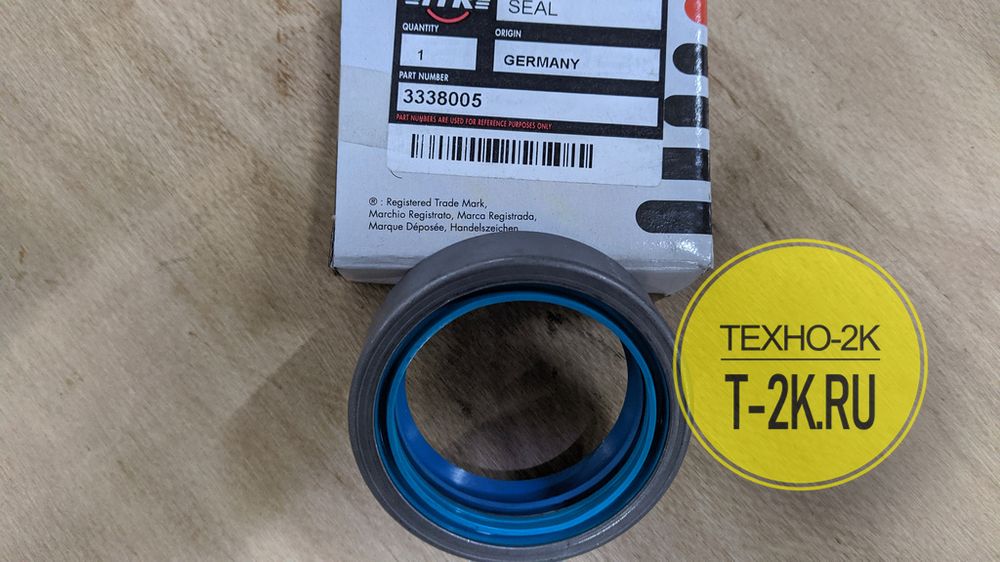 SEAL
QUANTITY
ORIGIN
1
GERMANY
PART NUMBER
3338005
PART NUMBERS ARE USED FOR REFERENCE PURPOSES ONLY
® : Registered Trade Mark,
Marchio Registrato, Marca Registrada,
Marque Déposée, Handelszeichen
ТЕХНО-2К
T-2K.RU